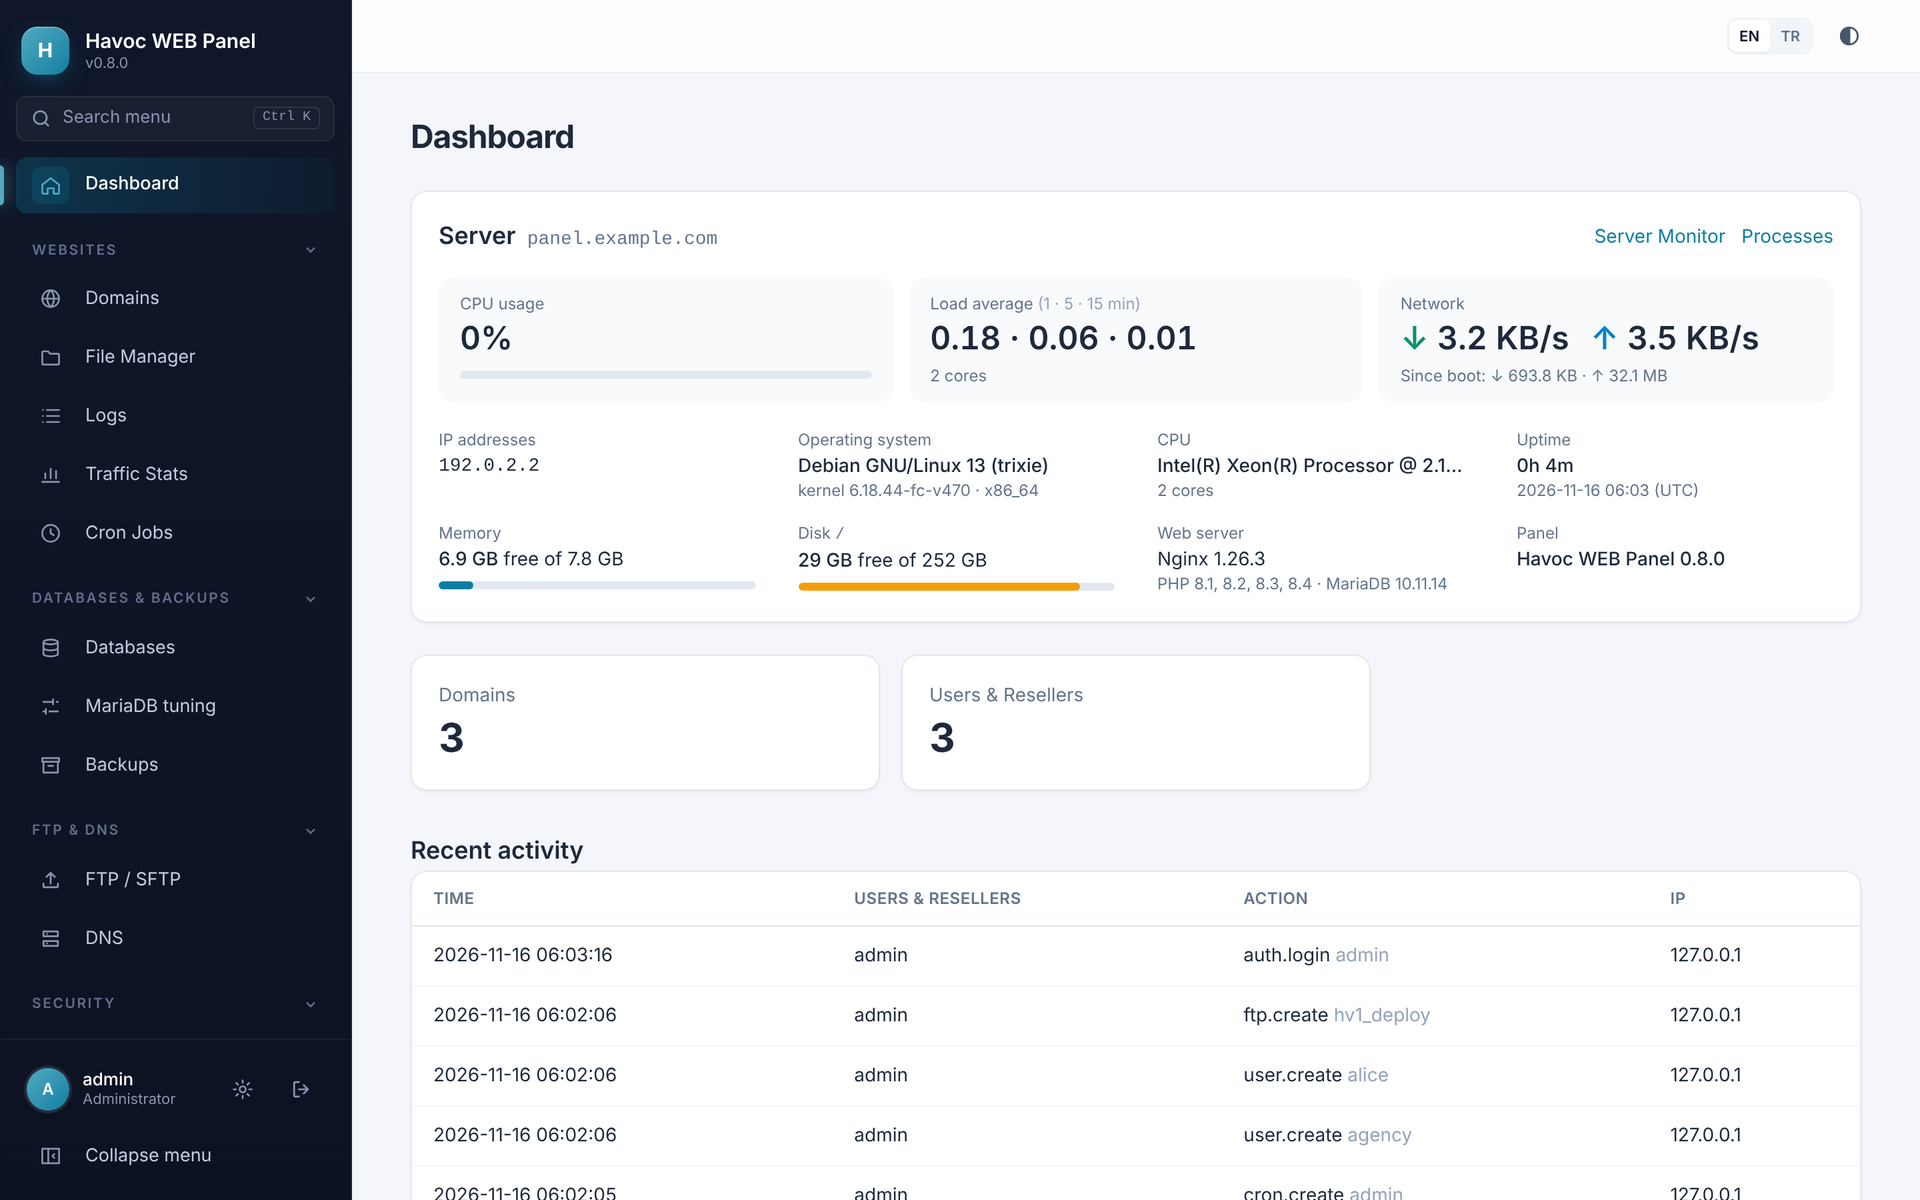 H
Havoc WEB Panel
v0.8.0
Search menu
Ctrl K
Dashboard
WEBSITES
Domains
File Manager
Logs
Traffic Stats
Cron Jobs
DATABASES & BACKUPS
Databases
MariaDB tuning
Backups
FTP & DNS
FTP / SFTP
DNS
SECURITY
A
admin
Administrator
Collapse menu
EN TR
Dashboard
Server panel.example.com
Server Monitor Processes
CPU usage
0%
Load average (1 · 5 · 15 min)
0.18 · 0.06 · 0.01
2 cores
Network
↓ 3.2 KB/s ↑ 3.5 KB/s
Since boot: ↓ 693.8 KB · ↑ 32.1 MB
IP addresses
192.0.2.2
Operating system
Debian GNU/Linux 13 (trixie)
kernel 6.18.44-fc-v470 · x86_64
CPU
Intel(R) Xeon(R) Processor @ 2.1...
2 cores
Uptime
0h 4m
2026-11-16 06:03 (UTC)
Memory
6.9 GB free of 7.8 GB
Disk /
29 GB free of 252 GB
Web server
Nginx 1.26.3
PHP 8.1, 8.2, 8.3, 8.4 · MariaDB 10.11.14
Panel
Havoc WEB Panel 0.8.0
Domains
3
Users & Resellers
3
Recent activity
TIME USERS & RESELLERS ACTION IP
2026-11-16 06:03:16 admin auth.login admin 127.0.0.1
2026-11-16 06:02:06 admin ftp.create hv1_deploy 127.0.0.1
2026-11-16 06:02:06 admin user.create alice 127.0.0.1
2026-11-16 06:02:06 admin user.create agency 127.0.0.1
2026-11-16 06:02:05 admin cron.create admin 127.0.0.1